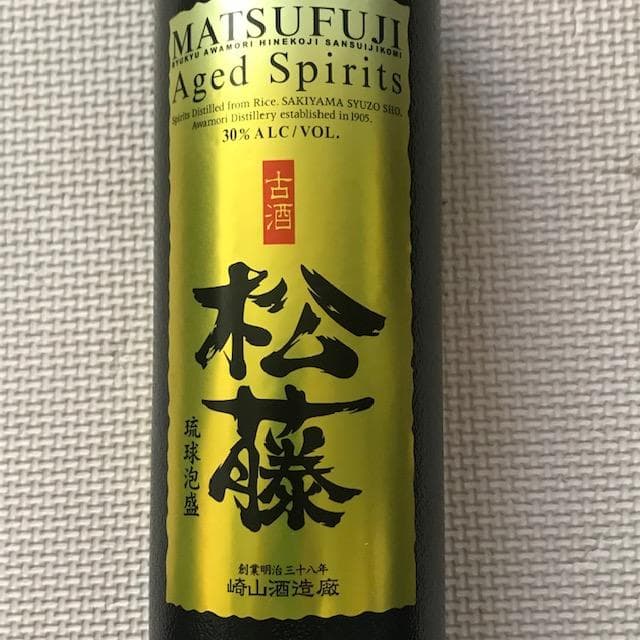 MATSUFUJI
RYUKYU AWAMORI HINEKOJI SANSUIJIKOMI
Aged Spirits
Spirits Distilled from Rice. SAKIYAMA SYUZO SHO.
Awamori Distillery established in 1905.
30% ALC/VOL.
古酒
松藤
琉球泡盛
創業明治三十八年
崎山酒造廠